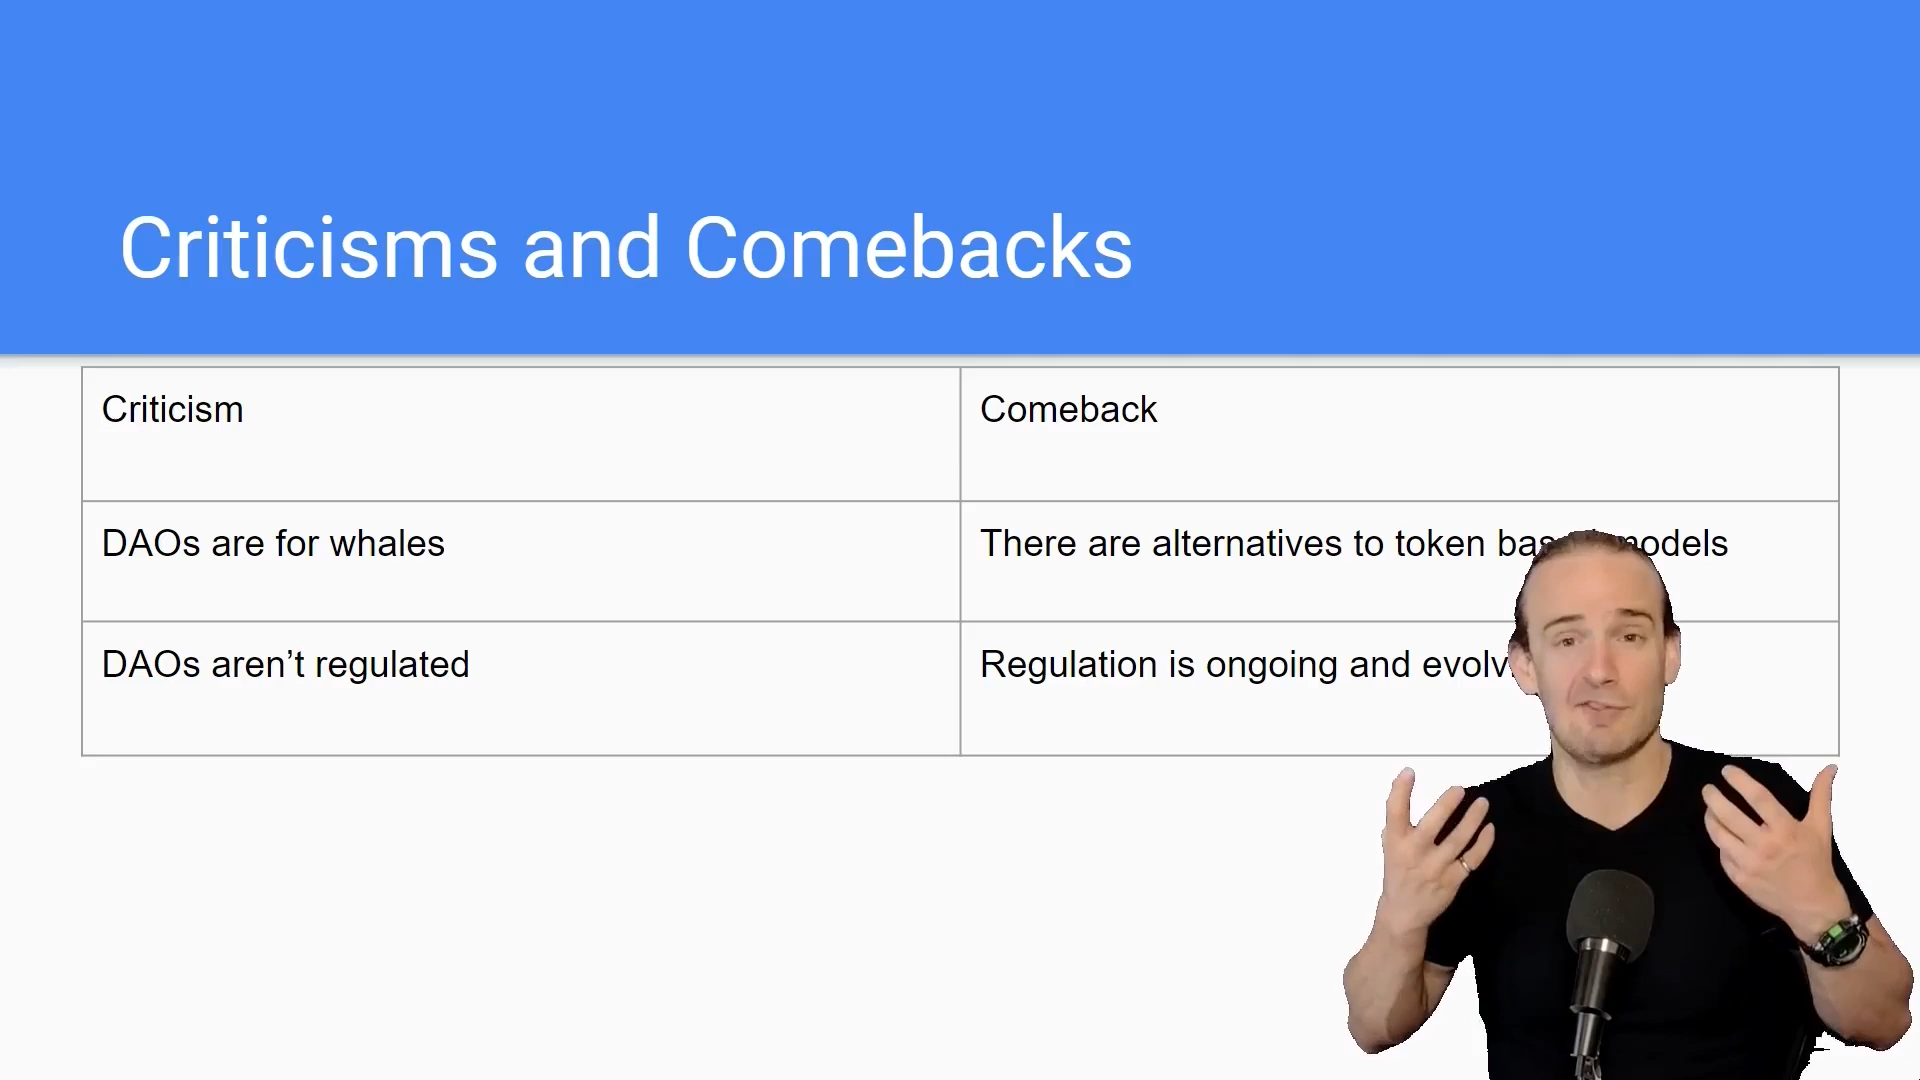 Criticisms and Comebacks
Criticism
Comeback
DAOs are for whales
There are alternatives to token models
DAOs aren’t regulated
Regulation is ongoing and